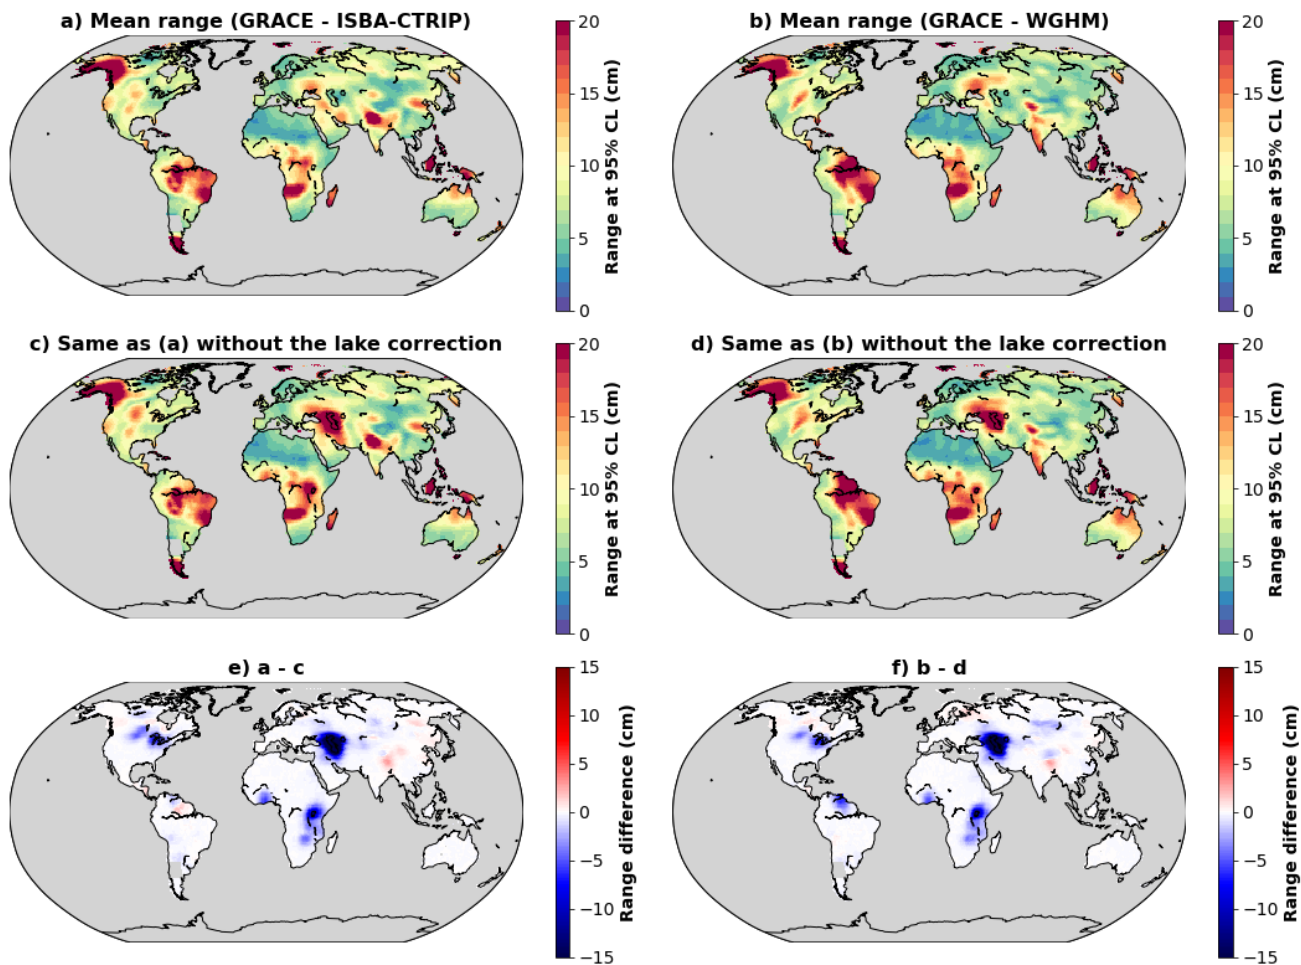 a) Mean range (GRACE - ISBA-CTRIP)
20
15
10
5
0
Range at 95% CL (cm)
b) Mean range (GRACE - WGHM)
20
15
10
5
0
Range at 95% CL (cm)
c) Same as (a) without the lake correction
20
15
10
5
0
Range at 95% CL (cm)
d) Same as (b) without the lake correction
20
15
10
5
0
Range at 95% CL (cm)
e) a - c
15
10
5
0
−5
−10
−15
Range difference (cm)
f) b - d
15
10
5
0
−5
−10
−15
Range difference (cm)